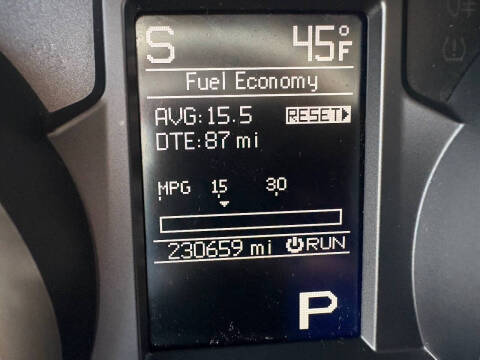 S 45°F
Fuel Economy
AVG: 15.5 RESET
DTE: 87 mi
MPG 15 30
230659 mi RUN
P